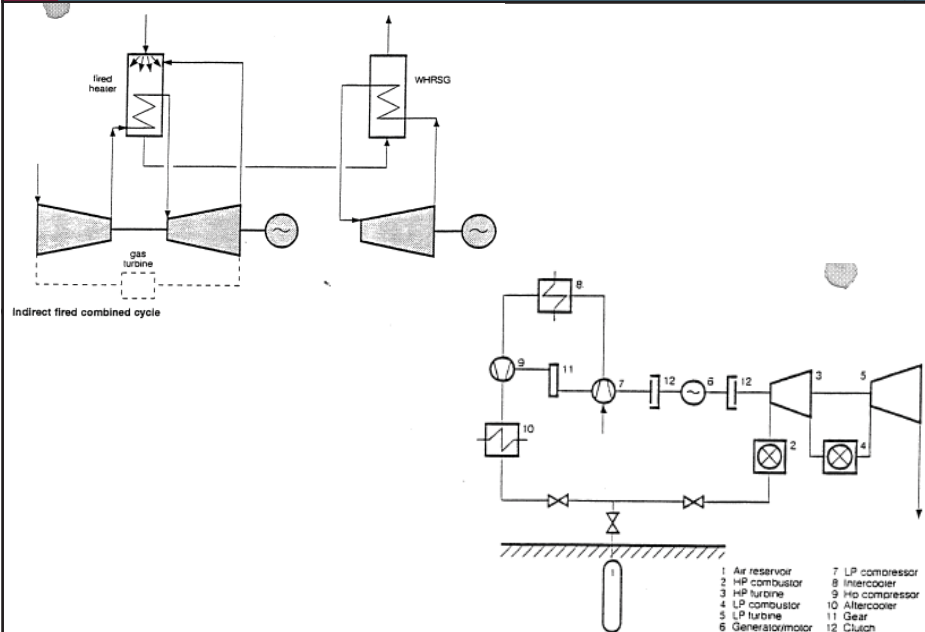 fired
heater
WHRSG
gas
turbine
Indirect fired combined cycle
8
9
11
7
12
6
12
3
5
10
2
4
1
1 Air reservoir
2 HP combustor
3 HP turbine
4 LP combustor
5 LP turbine
6 Generator/motor
7 LP compressor
8 Intercooler
9 Hp compressor
10 Aftercooler
11 Gear
12 Clutch